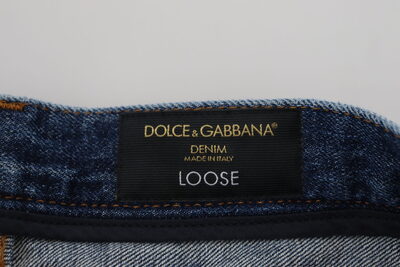 DOLCE & GABBANA®
DENIM
MADE IN ITALY
LOOSE